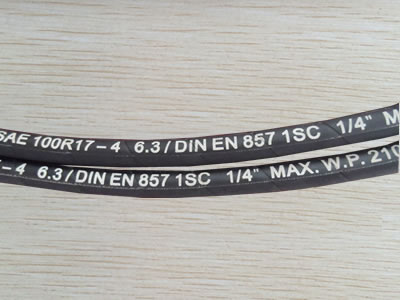 SAE 100R17-4 6.3/DIN EN 857 1SC 1/4" M
-4 6.3/DIN EN 857 1SC 1/4" MAX. W.P. 210